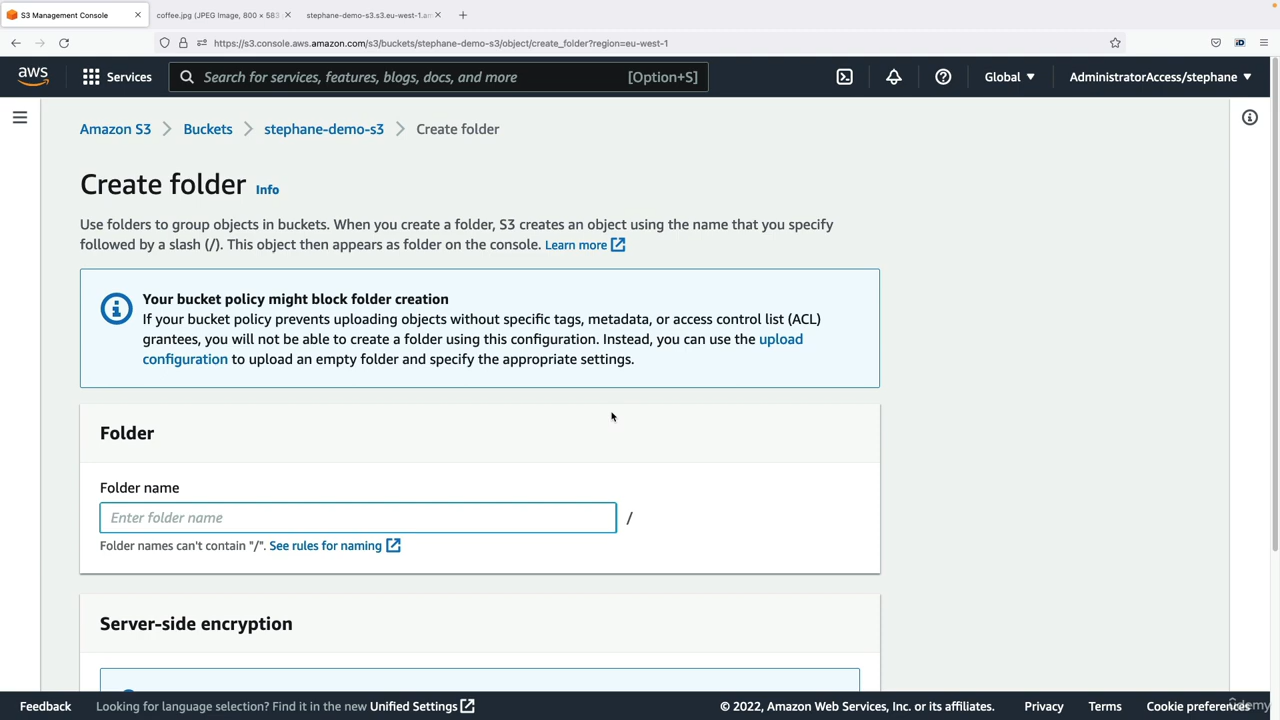 S3 Management Console
coffee.jpg (JPEG Image, 800 × 583
stephane-demo-s3.s3.eu-west-1.am
https://s3.console.aws.amazon.com/s3/buckets/stephane-demo-s3/object/create_folder?region=eu-west-1
aws
Services
Search for services, features, blogs, docs, and more
[Option+S]
Global
AdministratorAccess/stephane
Amazon S3 > Buckets > stephane-demo-s3 > Create folder
Create folder Info
Use folders to group objects in buckets. When you create a folder, S3 creates an object using the name that you specify
followed by a slash (/). This object then appears as folder on the console. Learn more
Your bucket policy might block folder creation
If your bucket policy prevents uploading objects without specific tags, metadata, or access control list (ACL)
grantees, you will not be able to create a folder using this configuration. Instead, you can use the upload
configuration to upload an empty folder and specify the appropriate settings.
Folder
Folder name
Enter folder name /
Folder names can't contain "/". See rules for naming
Server-side encryption
Feedback
Looking for language selection? Find it in the new Unified Settings
© 2022, Amazon Web Services, Inc. or its affiliates.
Privacy
Terms
Cookie preferences
Udemy